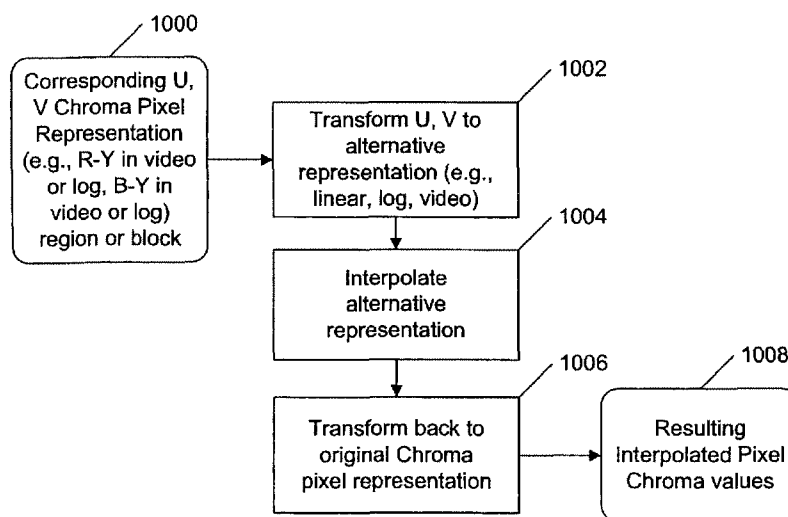 1000
Corresponding U,
V Chroma Pixel
Representation
(e.g., R-Y in video
or log, B-Y in
video or log)
region or block
1002
Transform U, V to
alternative
representation (e.g.,
linear, log, video)
1004
Interpolate
alternative
representation
1006
Transform back to
original Chroma
pixel representation
1008
Resulting
Interpolated Pixel
Chroma values